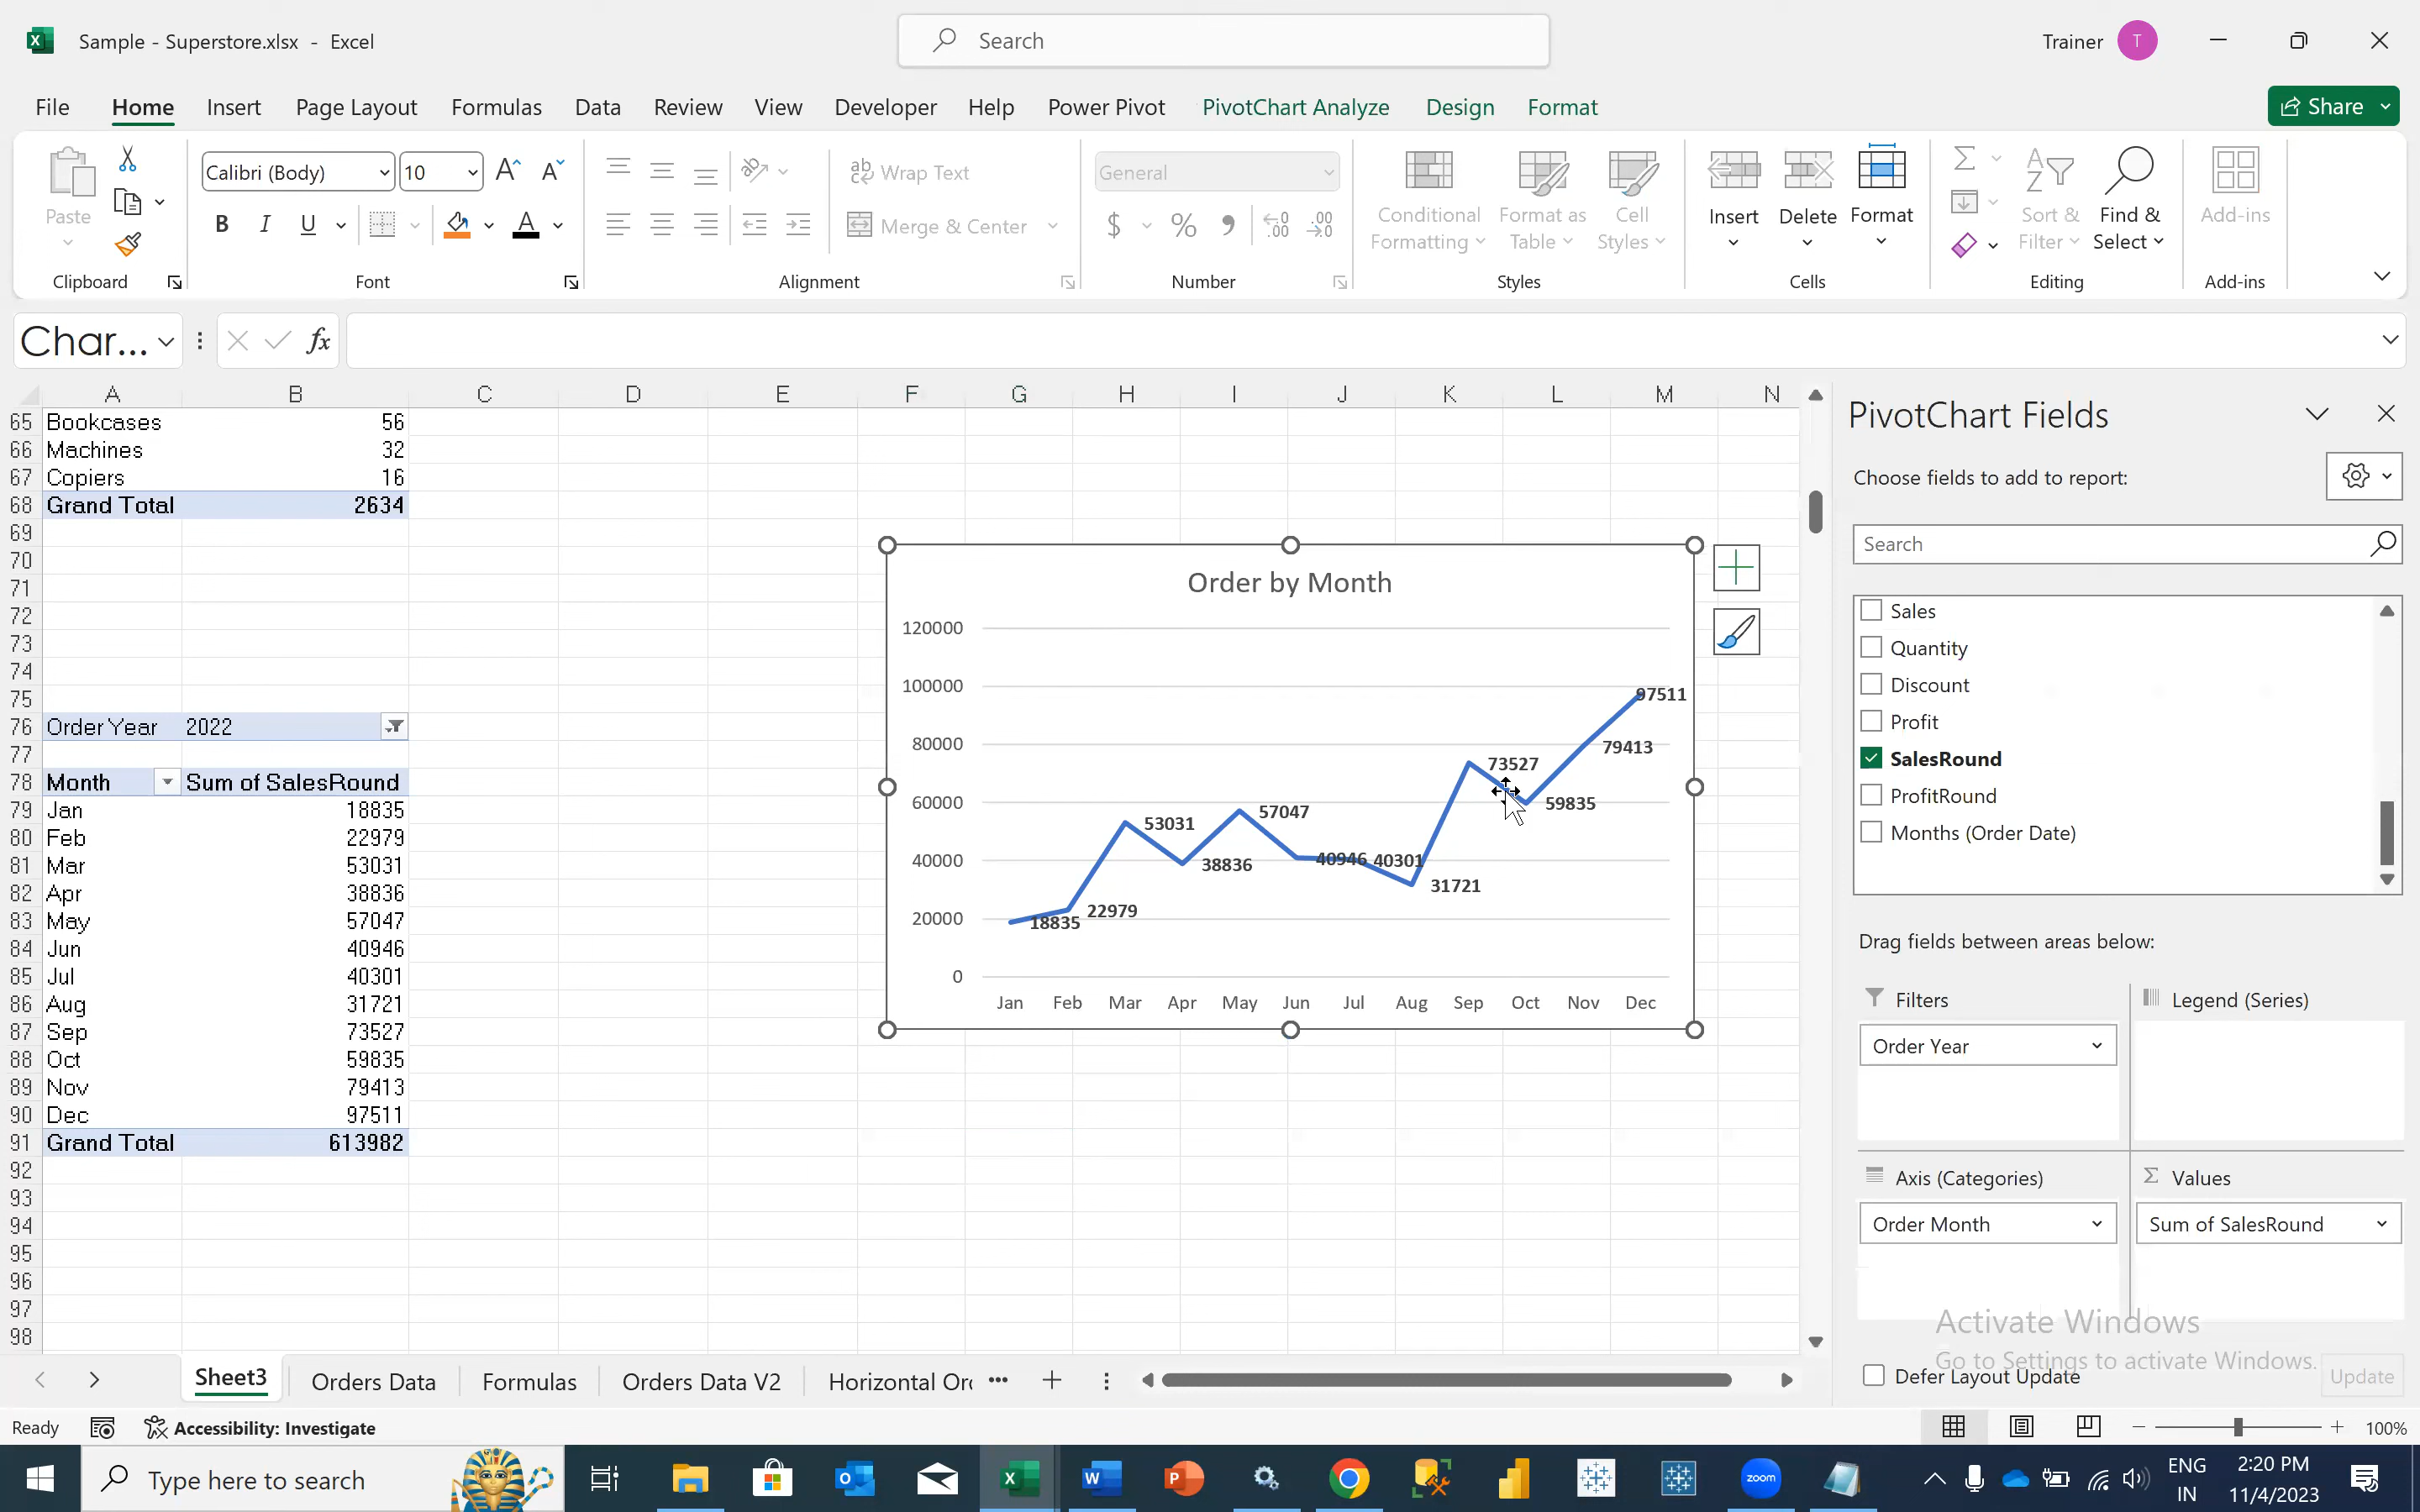 Sample - Superstore.xlsx - Excel
Search
Trainer T
File Home Insert Page Layout Formulas Data Review View Developer Help Power Pivot PivotChart Analyze Design Format
Share
Paste
Clipboard
Calibri (Body) 10
B I U A
Font
Wrap Text
Merge & Center
Alignment
General
$ % 
Number
Conditional Formatting
Format as Table
Cell Styles
Styles
Insert Delete Format
Cells
Sort & Filter
Find & Select
Editing
Add-ins
Add-ins
Char... fx
A B C D E F G H I J K L M N
65 Bookcases 56
66 Machines 32
67 Copiers 16
68 Grand Total 2634
69
70
71
72
73
74
75
76 Order Year 2022
77
78 Month Sum of SalesRound
79 Jan 18835
80 Feb 22979
81 Mar 53031
82 Apr 38836
83 May 57047
84 Jun 40946
85 Jul 40301
86 Aug 31721
87 Sep 73527
88 Oct 59835
89 Nov 79413
90 Dec 97511
91 Grand Total 613982
92
93
94
95
96
97
98
Order by Month
120000
100000
80000
60000
40000
20000
0
18835 22979 53031 38836 57047 40946 40301 31721 73527 59835 79413 97511
Jan Feb Mar Apr May Jun Jul Aug Sep Oct Nov Dec
PivotChart Fields
Choose fields to add to report:
Search
Sales
Quantity
Discount
Profit
SalesRound
ProfitRound
Months (Order Date)
Drag fields between areas below:
Filters
Order Year
Legend (Series)
Axis (Categories)
Order Month
Values
Sum of SalesRound
Activate Windows
Go to Settings to activate Windows.
Defer Layout Update
Update
Sheet3 Orders Data Formulas Orders Data V2 Horizontal Or
Ready
Accessibility: Investigate
100%
Type here to search
zoom
ENG
IN
2:20 PM
11/4/2023